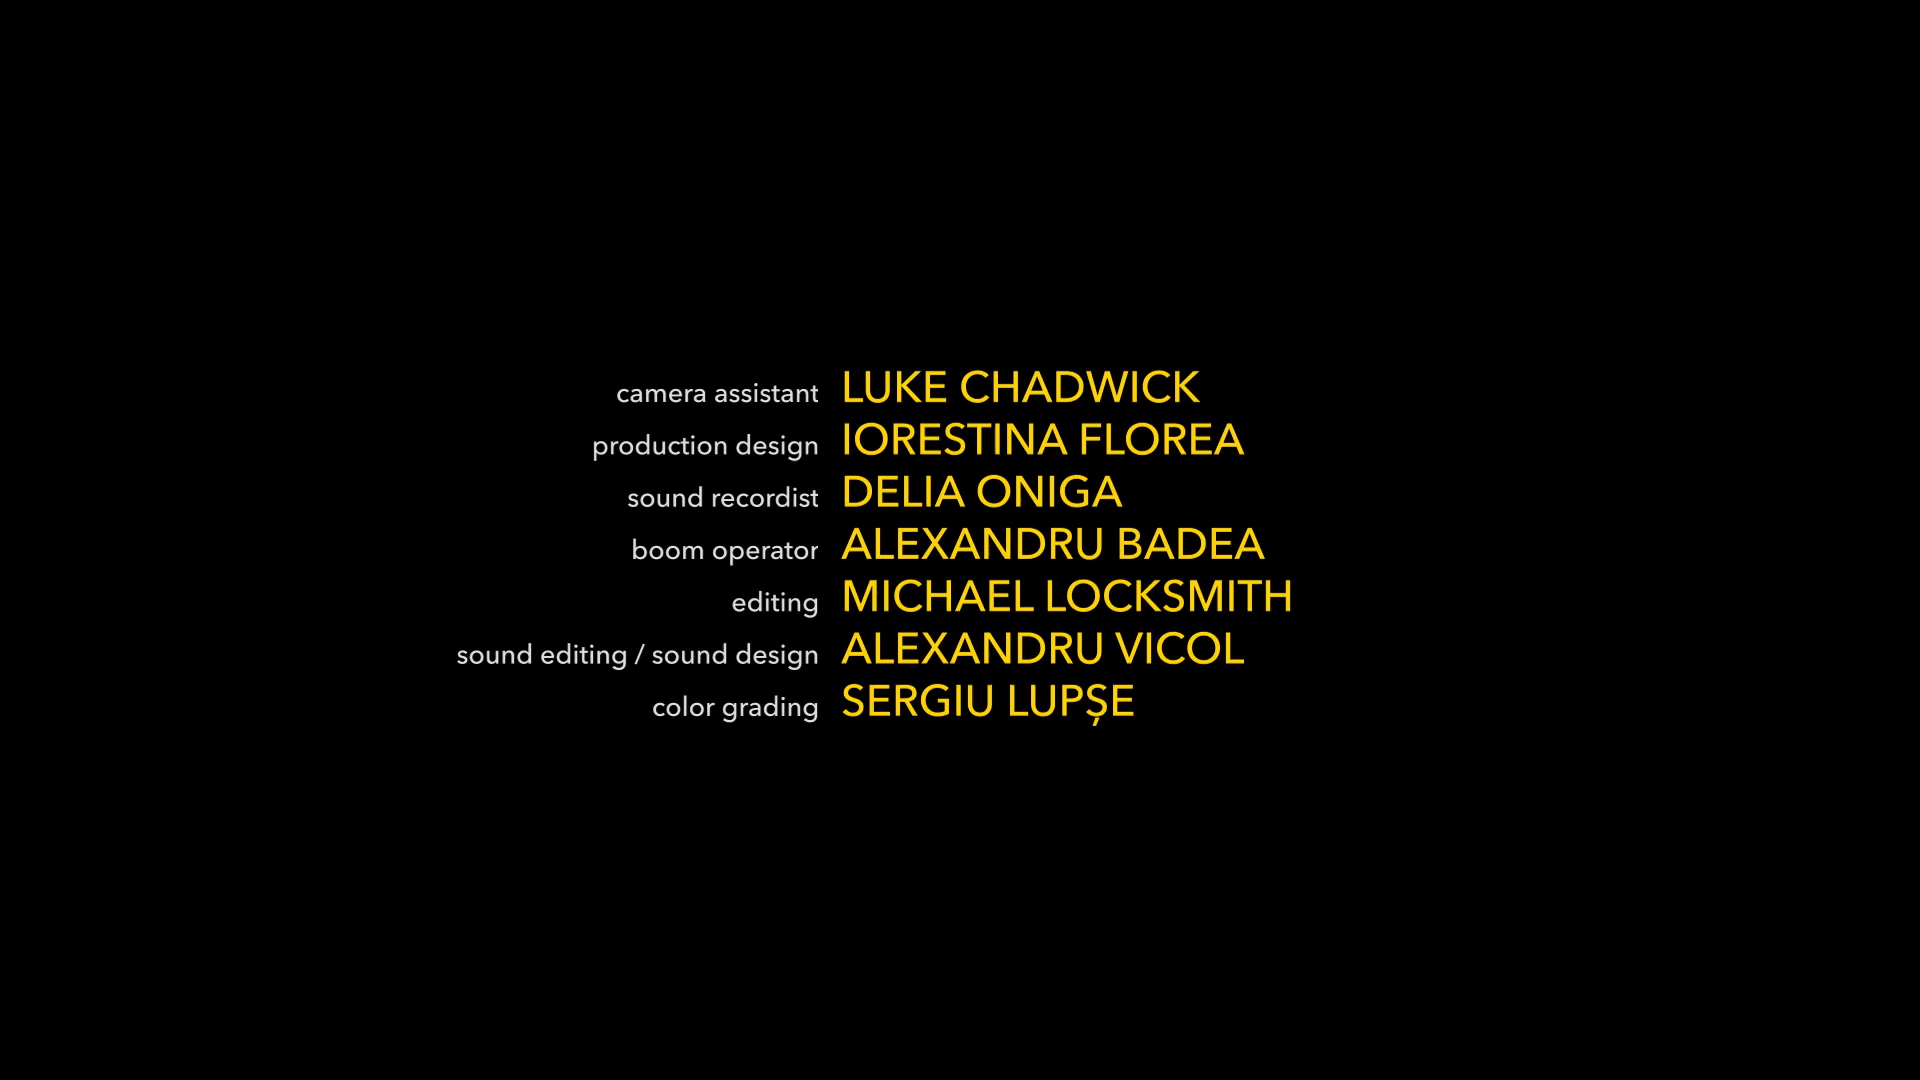 camera assistant LUKE CHADWICK
production design IORESTINA FLOREA
sound recordist DELIA ONIGA
boom operator ALEXANDRU BADEA
editing MICHAEL LOCKSMITH
sound editing / sound design ALEXANDRU VICOL
color grading SERGIU LUPȘE